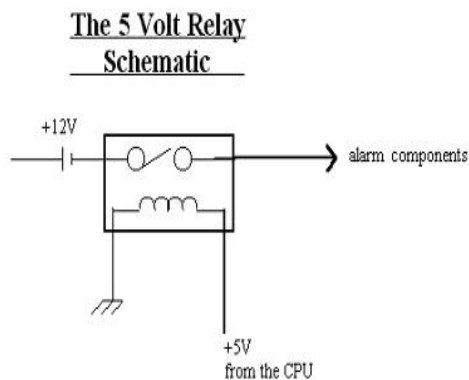 The 5 Volt Relay
Schematic
+12V
alarm components
+5V
from the CPU